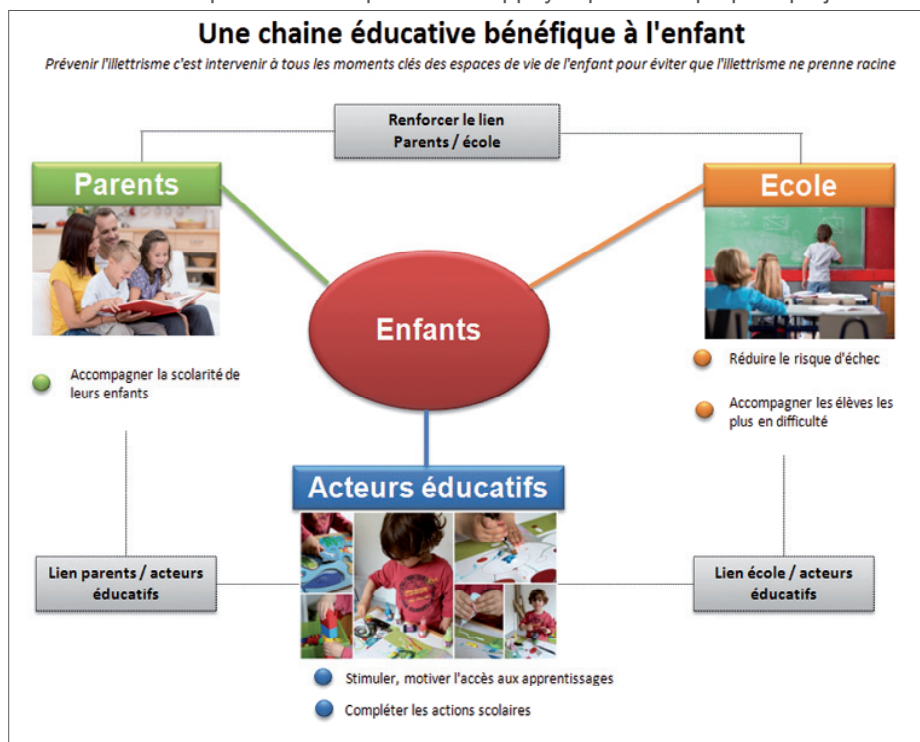 Une chaine éducative bénéfique à l'enfant
Prévenir l'illettrisme c'est intervenir à tous les moments clés des espaces de vie de l'enfant pour éviter que l'illettrisme ne prenne racine
Renforcer le lien
Parents / école
Parents
Ecole
Enfants
Accompagner la scolarité de
leurs enfants
Réduire le risque d'échec
Accompagner les élèves les
plus en difficulté
Acteurs éducatifs
Lien parents / acteurs
éducatifs
Lien école / acteurs
éducatifs
Stimuler, motiver l'accès aux apprentissages
Compléter les actions scolaires